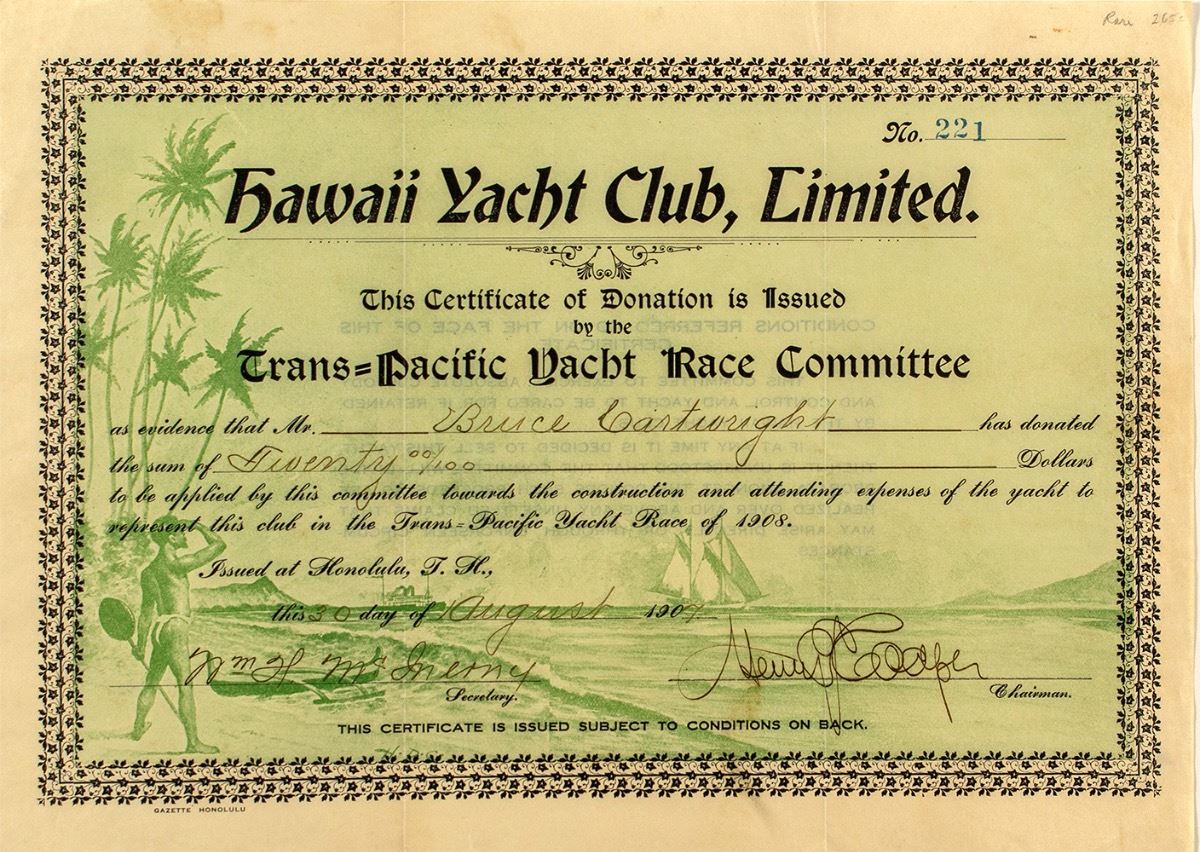 Rare 265
No. 221
Hawaii Yacht Club, Limited.
This Certificate of Donation is Issued
by the
Trans=Pacific Yacht Race Committee
as evidence that Mr. Bruce Cartwright has donated
the sum of Twenty 00/100 Dollars
to be applied by this committee towards the construction and attending expenses of the yacht to
represent this club in the Trans=Pacific Yacht Race of 1908.
Issued at Honolulu, T. H.,
this 30 day of August 1907
Wm H Mc Inerny
Secretary.
Chairman.
THIS CERTIFICATE IS ISSUED SUBJECT TO CONDITIONS ON BACK.
GAZETTE HONOLULU